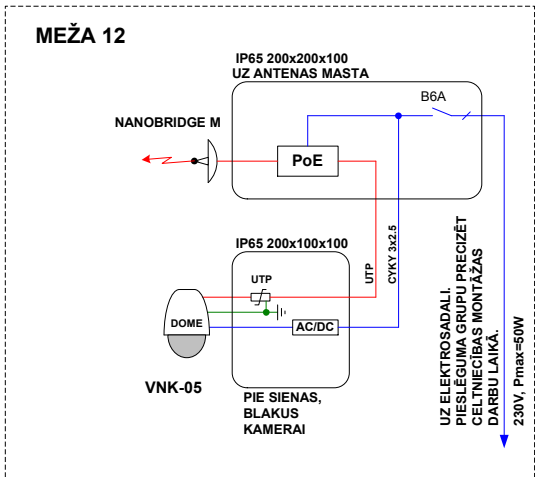 MEŽA 12
IP65 200x200x100
UZ ANTENAS MASTA
B6A
NANOBRIDGE M
PoE
IP65 200x100x100
UTP
UTP
CYKY 3x2.5
DOME
AC/DC
VNK-05
PIE SIENAS,
BLAKUS
KAMERAI
UZ ELEKTROSADALI.
PIESLĒGUMA GRUPU PRECIZĒT
CELTNIECĪBAS MONTĀŽAS
DARBU LAIKĀ.
230V, Pmax=50W